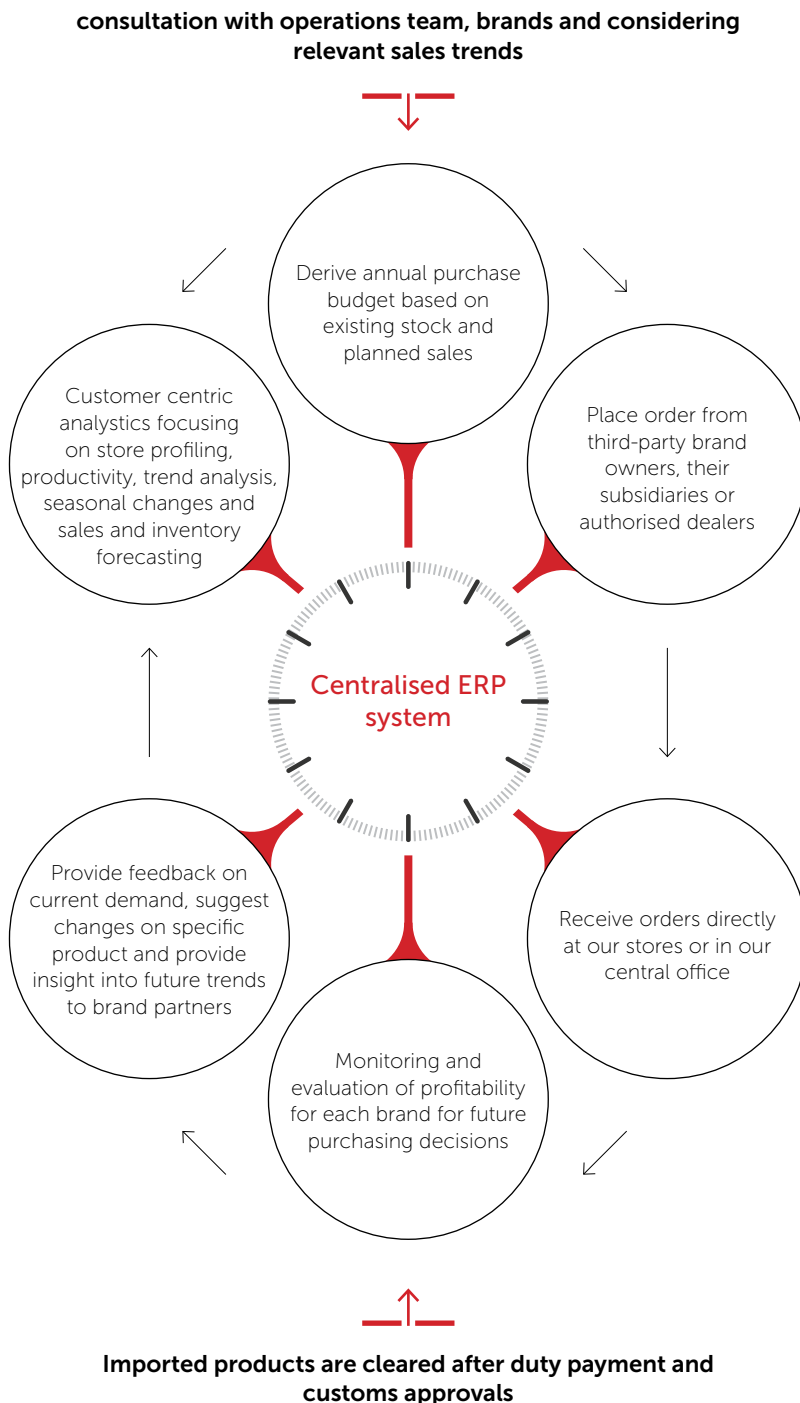 consultation with operations team, brands and considering
relevant sales trends
Derive annual purchase
budget based on
existing stock and
planned sales
Customer centric
analystics focusing
on store profiling,
productivity, trend analysis,
seasonal changes and
sales and inventory
forecasting
Place order from
third-party brand
owners, their
subsidiaries or
authorised dealers
Centralised ERP
system
Provide feedback on
current demand, suggest
changes on specific
product and provide
insight into future trends
to brand partners
Receive orders directly
at our stores or in our
central office
Monitoring and
evaluation of profitability
for each brand for future
purchasing decisions
Imported products are cleared after duty payment and
customs approvals